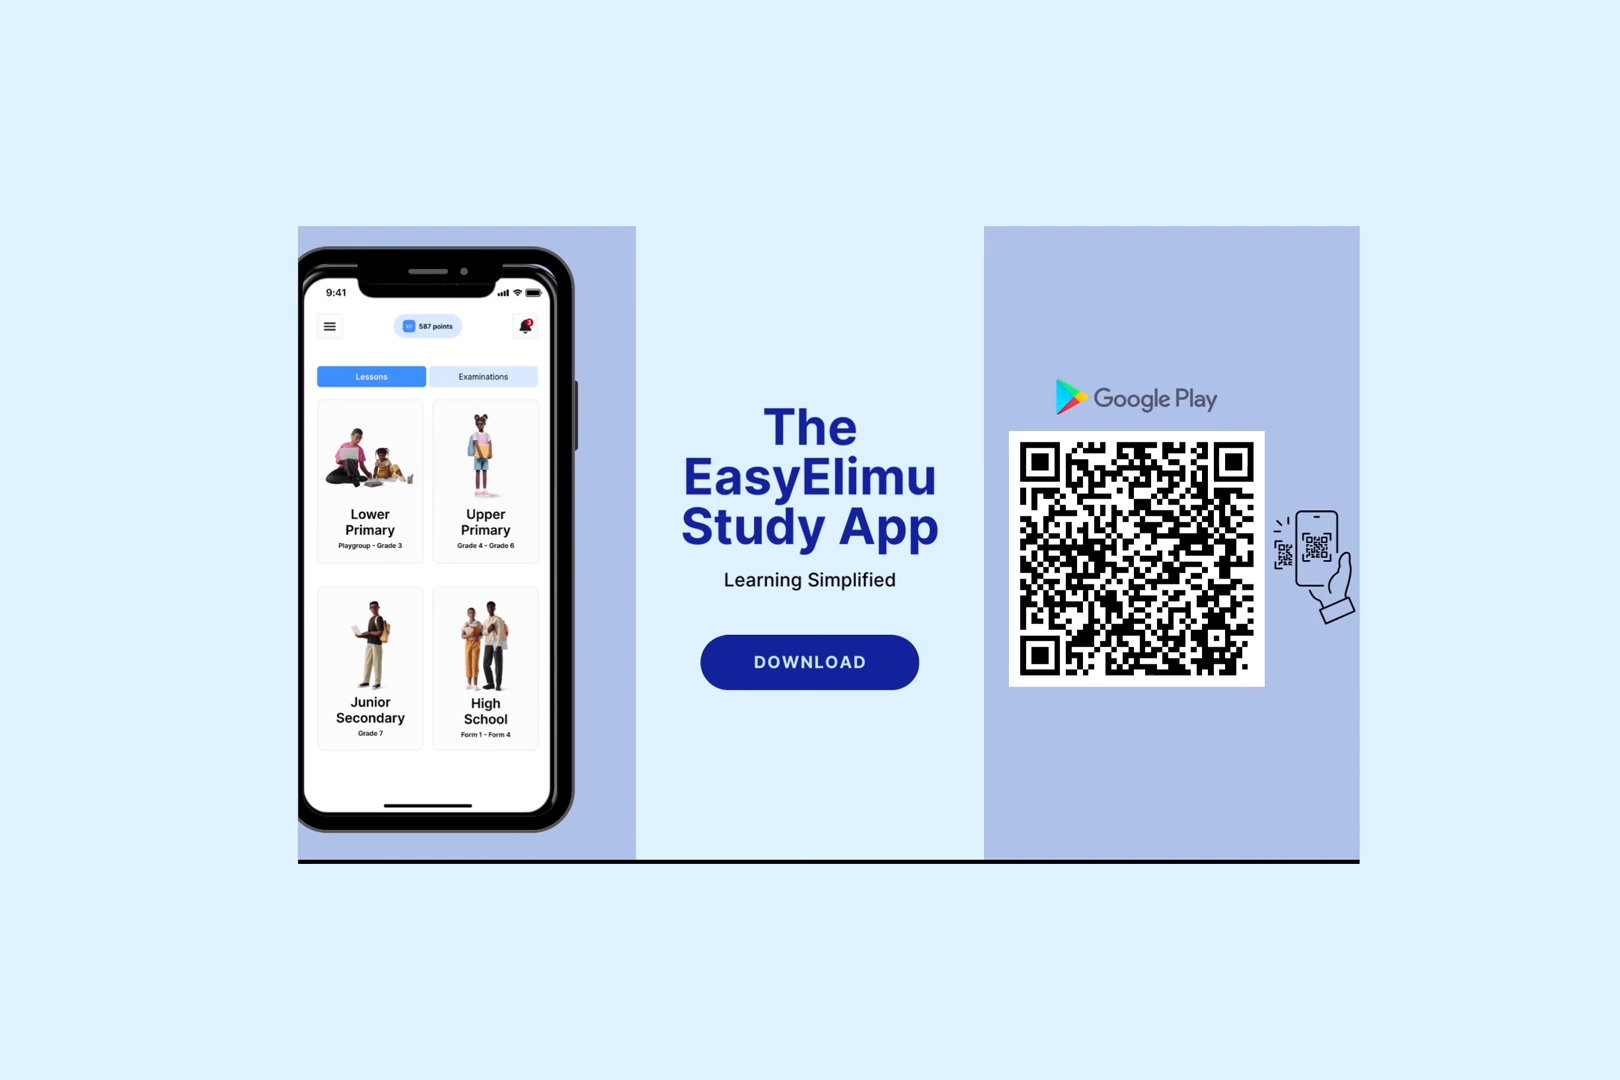 9:41
587 points
Lessons
Examinations
Lower
Primary
Playgroup - Grade 3
Upper
Primary
Grade 4 - Grade 6
Junior
Secondary
Grade 7
High
School
Form 1 - Form 4
The
EasyElimu
Study App
Learning Simplified
DOWNLOAD
Google Play